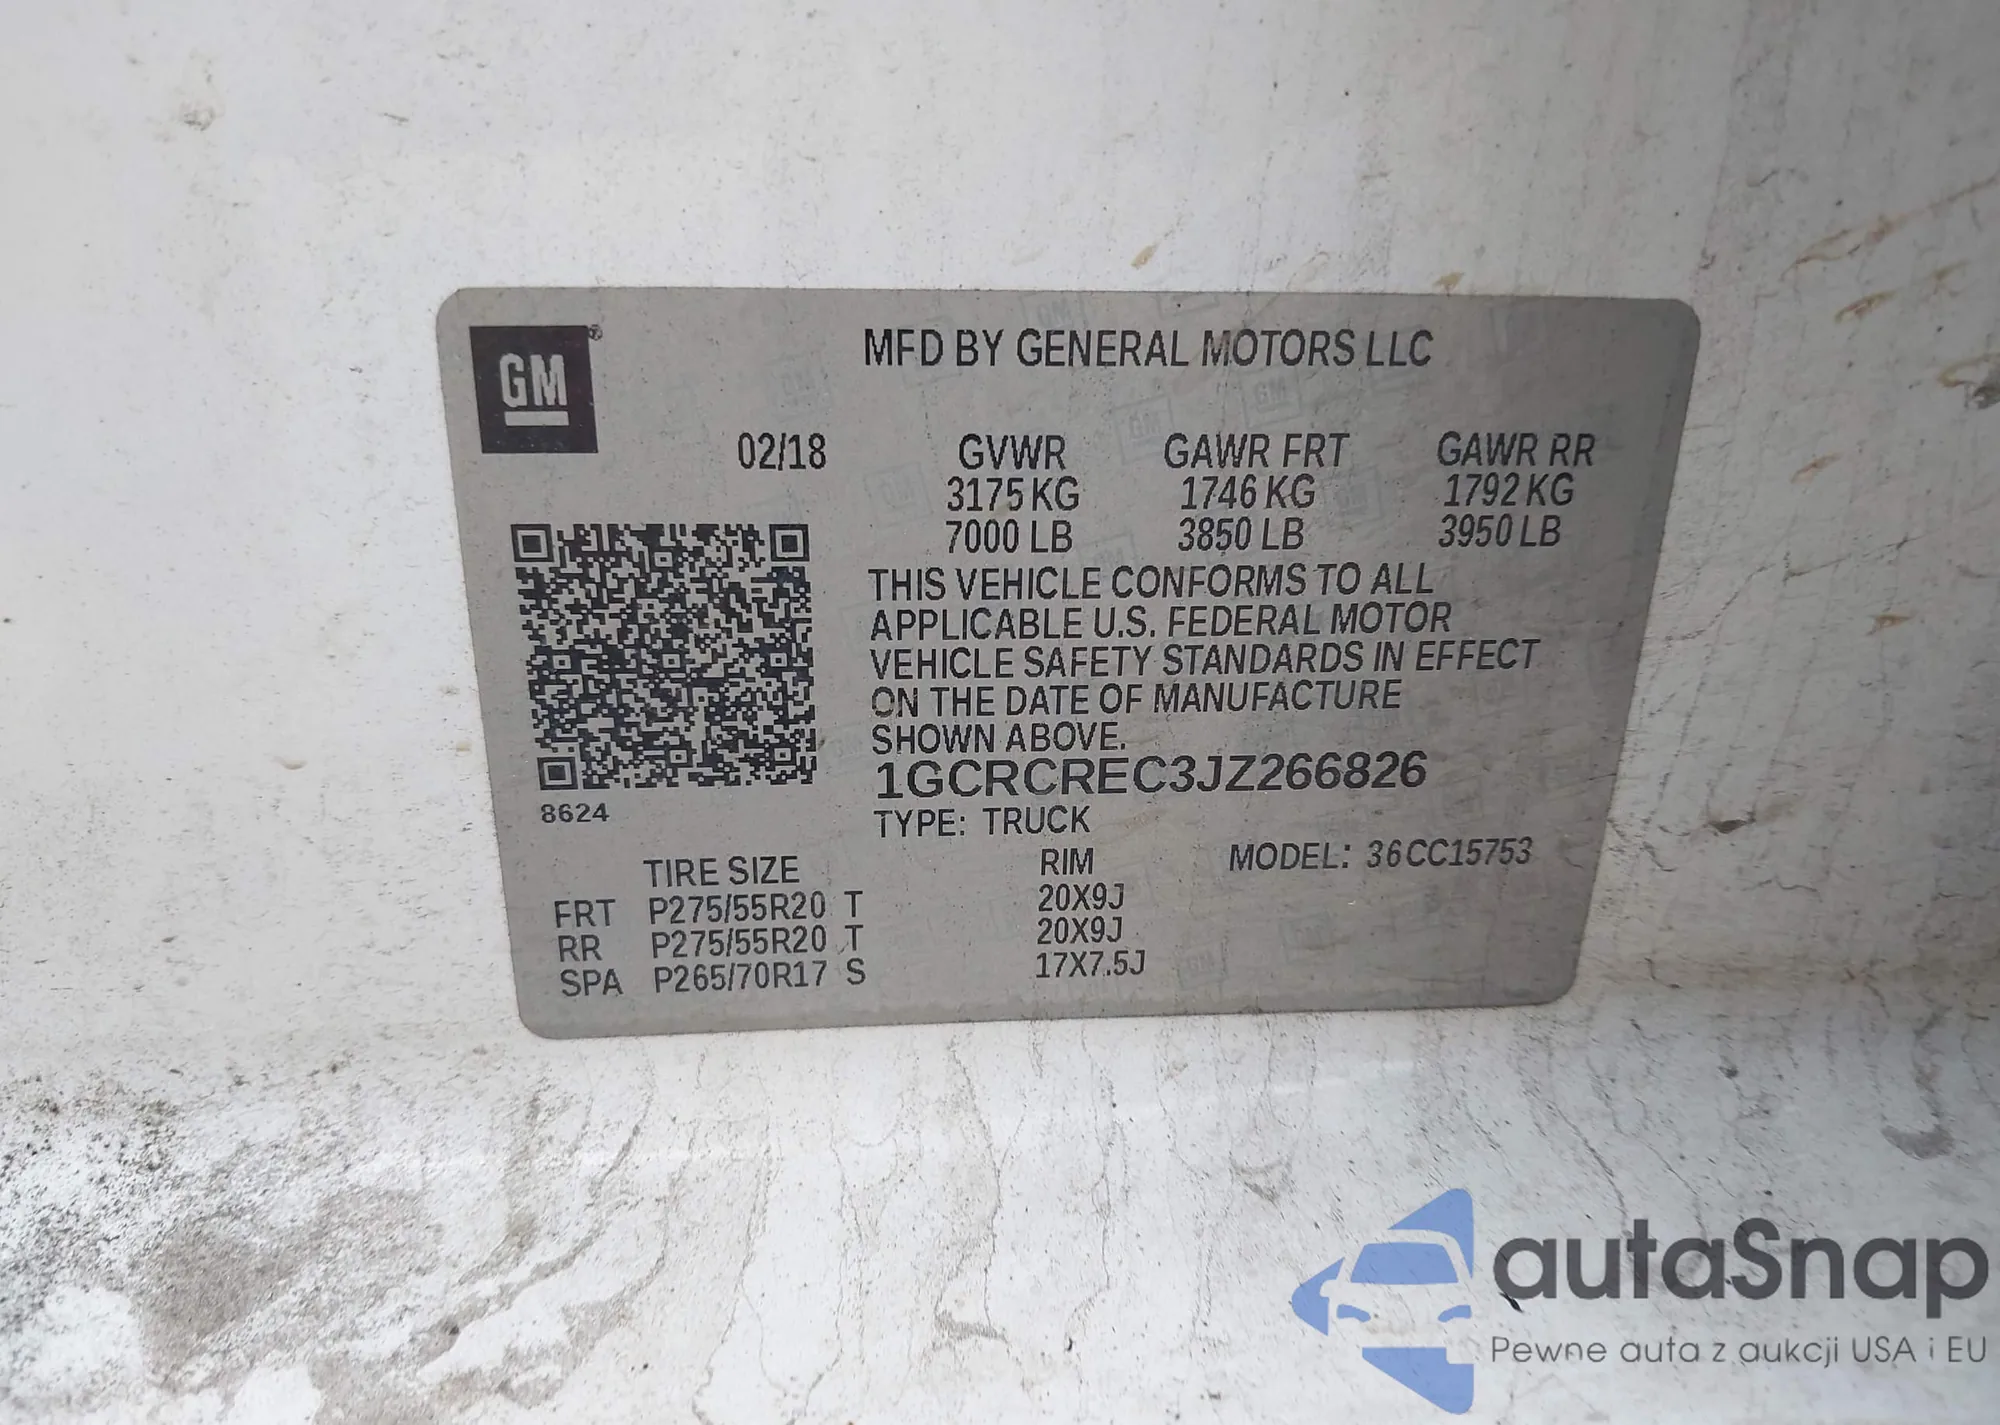 GM®
MFD BY GENERAL MOTORS LLC
02/18 GVWR GAWR FRT GAWR RR
3175 KG 1746 KG 1792 KG
7000 LB 3850 LB 3950 LB
THIS VEHICLE CONFORMS TO ALL
APPLICABLE U.S. FEDERAL MOTOR
VEHICLE SAFETY STANDARDS IN EFFECT
ON THE DATE OF MANUFACTURE
SHOWN ABOVE.
1GCRCREC3JZ266826
8624
TYPE: TRUCK
TIRE SIZE RIM MODEL: 36CC15753
FRT P275/55R20 T 20X9J
RR P275/55R20 T 20X9J
SPA P265/70R17 S 17X7.5J
autaSnap
Pewne auta z aukcji USA i EU